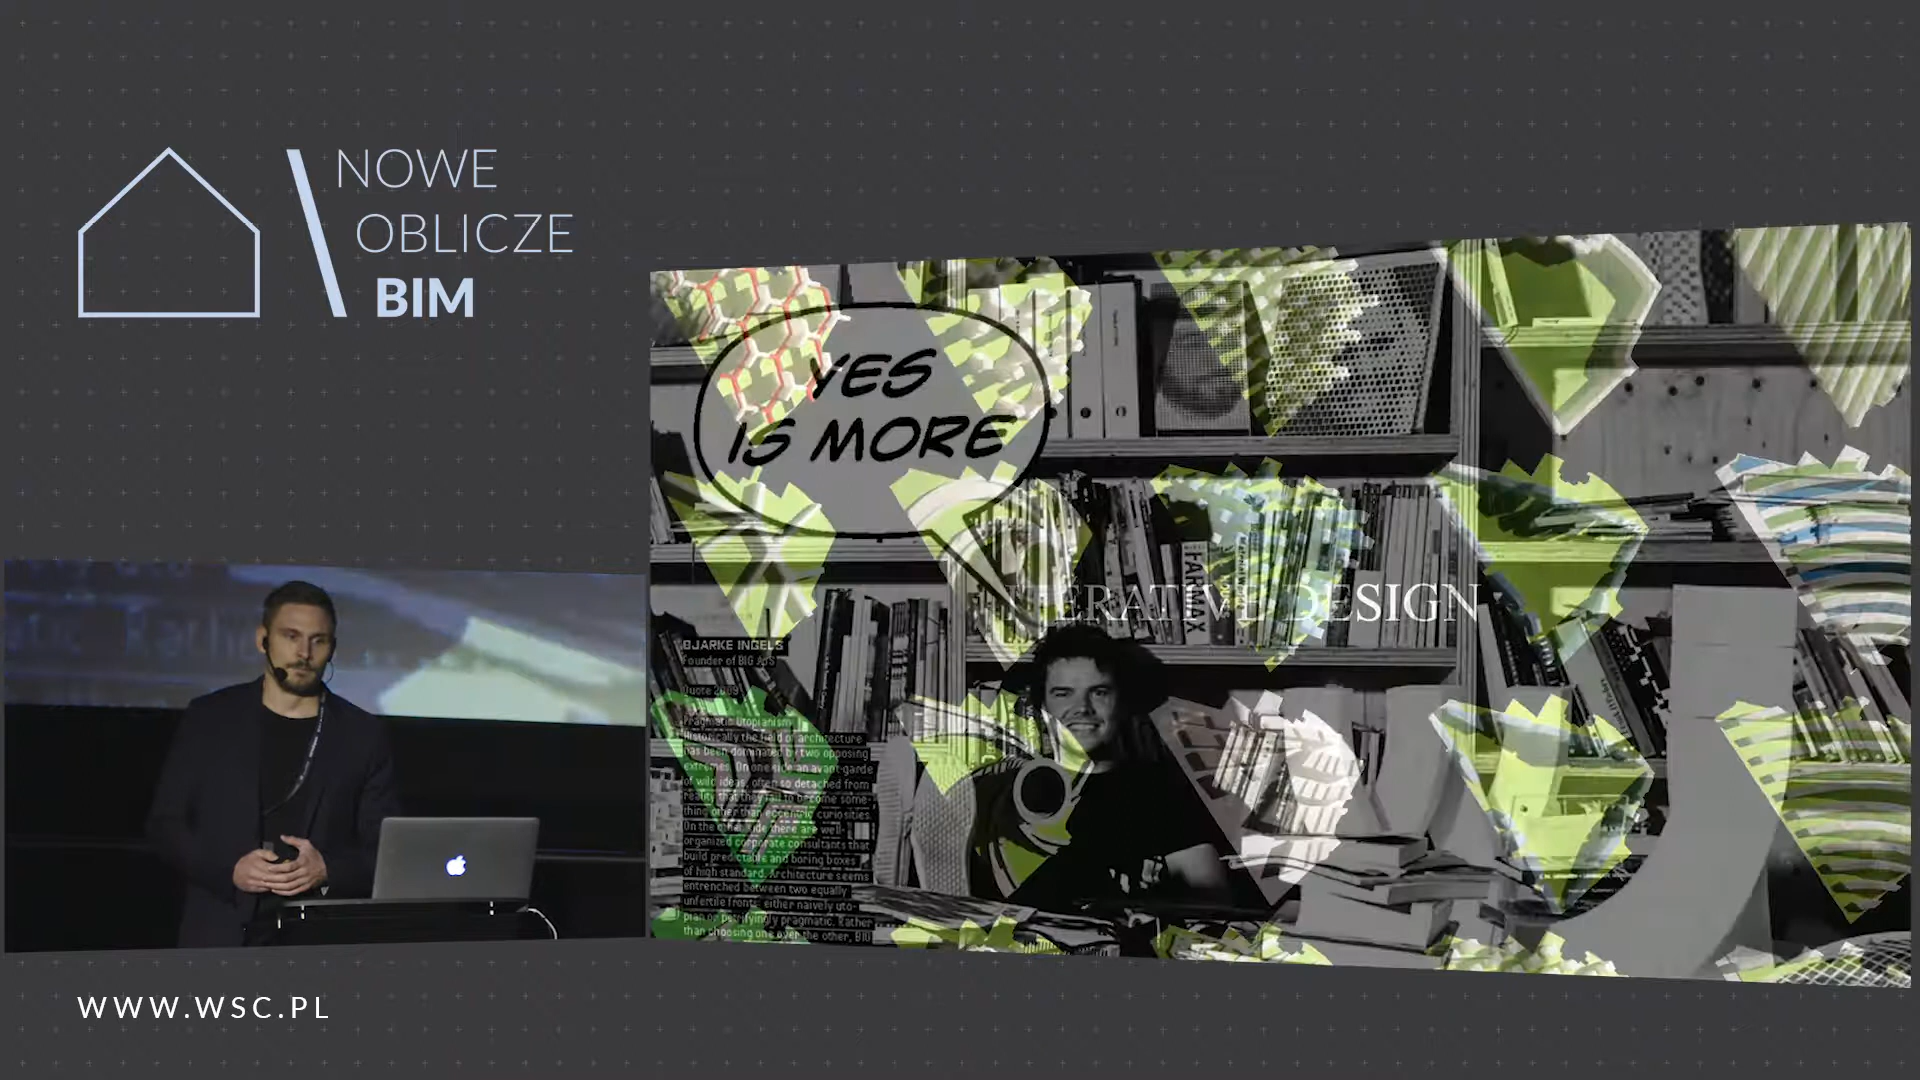 NOWE
OBLICZE
BIM
YES
IS MORE
ITERATIVE DESIGN
FARMAX
BJARKE INGELS
Founder of BIG ApS
Quote 2009
Pragmatic Utopianism
Historically the field of architecture
has been dominated by two opposing
extremes. On one side an avant-garde
of wild ideas, often so detached from
reality that they fail to become some-
thing other than eccentric curiosities.
On the other side there are well-
organized corporate consultants that
build predictable and boring boxes
of high standard. Architecture seems
entrenched between two equally
unfertile fronts: either naively uto-
pian or petrifyingly pragmatic. Rather
than choosing one over the other, BIG
WWW.WSC.PL